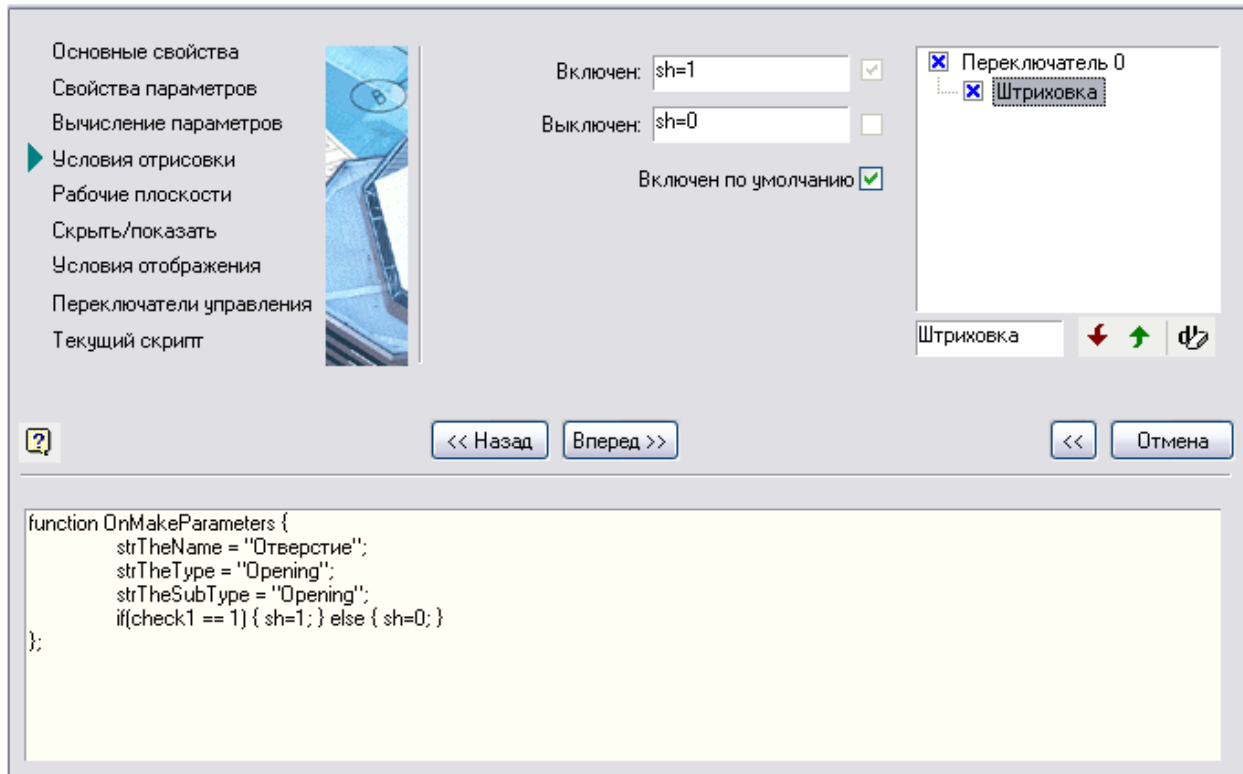 Основные свойства
Свойства параметров
Вычисление параметров
Условия отрисовки
Рабочие плоскости
Скрыть/показать
Условия отображения
Переключатели управления
Текущий скрипт
B
Включен: sh=1
Выключен: sh=0
Включен по умолчанию
Переключатель 0
Штриховка
Штриховка
<< Назад
Вперед >>
<<
Отмена
function OnMakeParameters {
strTheName = "Отверстие";
strTheType = "Opening";
strTheSubType = "Opening";
if(check1 == 1) { sh=1; } else { sh=0; }
};